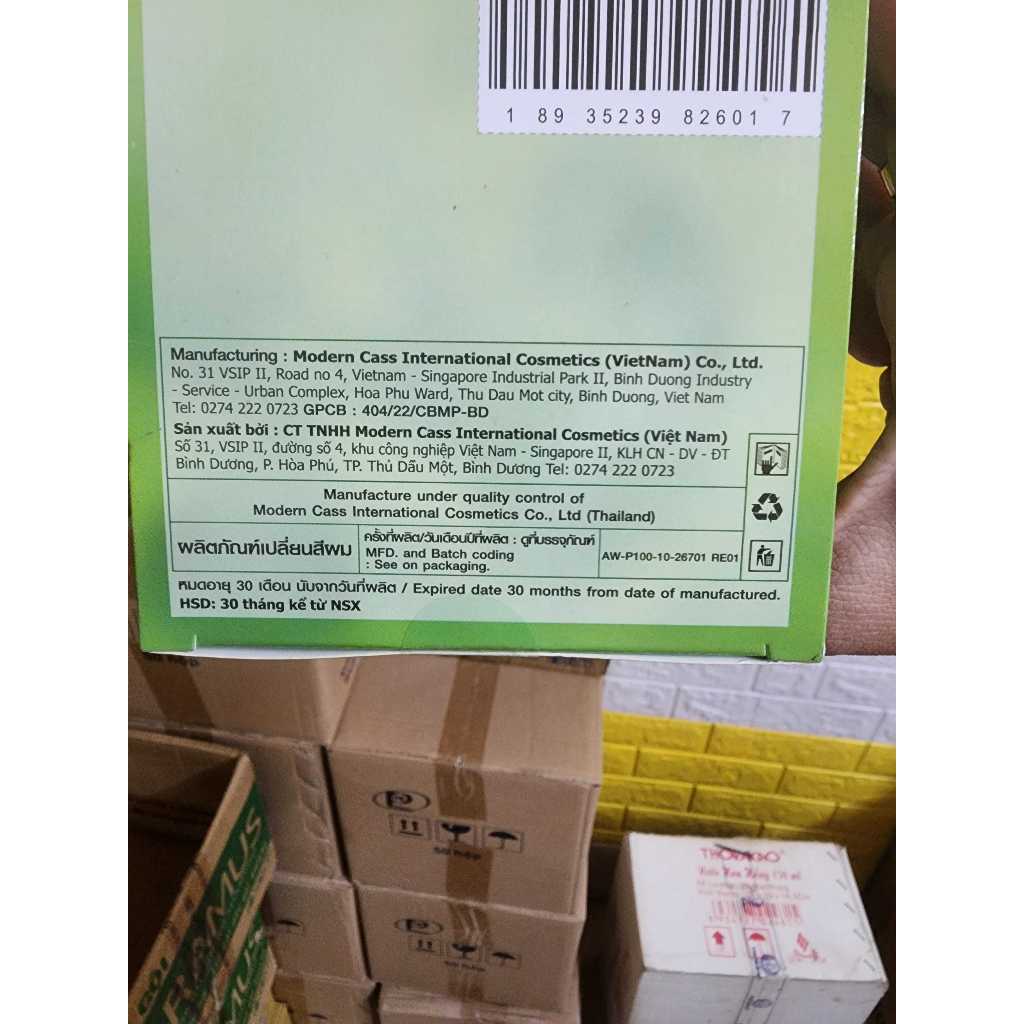 1 89 35239 82601 7
Manufacturing : Modern Cass International Cosmetics (VietNam) Co., Ltd.
No. 31 VSIP II, Road no 4, Vietnam - Singapore Industrial Park II, Binh Duong Industry
- Service - Urban Complex, Hoa Phu Ward, Thu Dau Mot city, Binh Duong, Viet Nam
Tel: 0274 222 0723 GPCB : 404/22/CBMP-BD
Sản xuất bởi : CT TNHH Modern Cass International Cosmetics (Việt Nam)
Số 31, VSIP II, đường số 4, khu công nghiệp Việt Nam - Singapore II, KLH CN - DV - ĐT
Bình Dương, P. Hòa Phú, TP. Thủ Dầu Một, Bình Dương Tel: 0274 222 0723
Manufacture under quality control of
Modern Cass International Cosmetics Co., Ltd (Thailand)
ผลิตภัณฑ์เปลี่ยนสีผม
ครั้งที่ผลิต/วันเดือนปีที่ผลิต : ดูที่บรรจุภัณฑ์
MFD. and Batch coding
: See on packaging.
AW-P100-10-26701 RE01
หมดอายุ 30 เดือน นับจากวันที่ผลิต / Expired date 30 months from date of manufactured.
HSD: 30 tháng kể từ NSX
50 HỘP
THORAKAO